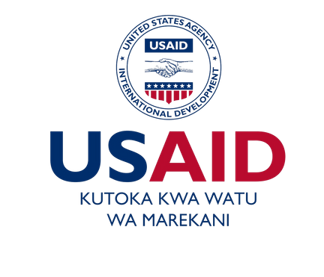 UNITED STATES AGENCY
USAID
INTERNATIONAL DEVELOPMENT
USAID
KUTOKA KWA WATU
WA MAREKANI